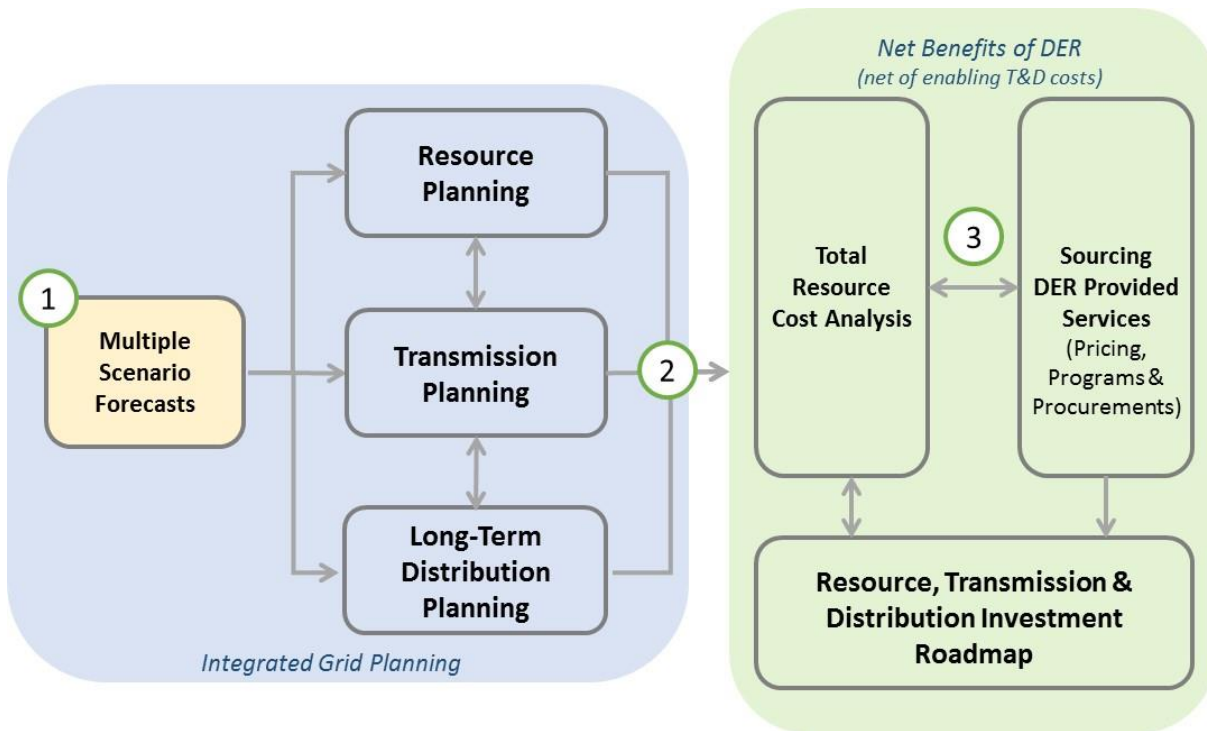 1
Multiple
Scenario
Forecasts
Resource
Planning
Transmission
Planning
Long-Term
Distribution
Planning
Integrated Grid Planning
2
Net Benefits of DER
(net of enabling T&D costs)
Total
Resource
Cost Analysis
3
Sourcing
DER Provided
Services
(Pricing,
Programs &
Procurements)
Resource, Transmission &
Distribution Investment
Roadmap